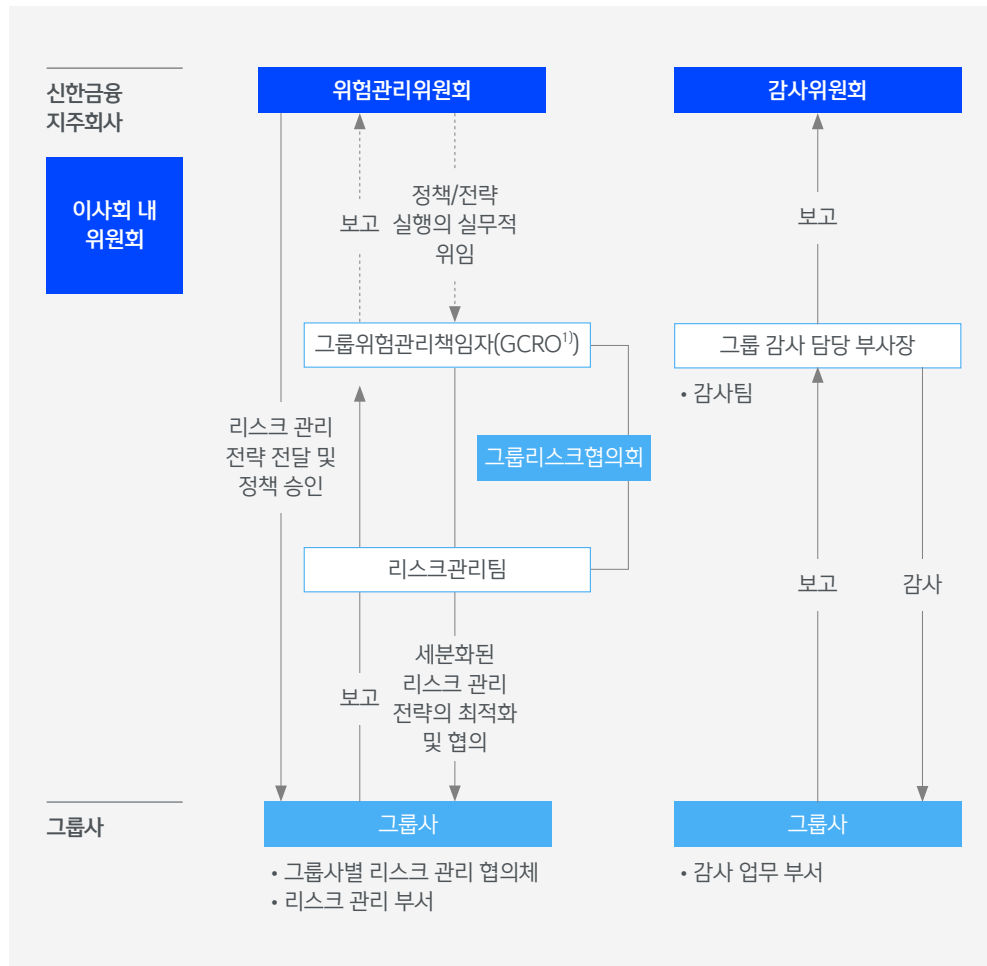 신한금융
지주회사
이사회 내
위원회
위험관리위원회
보고
정책/전략
실행의 실무적
위임
그룹위험관리책임자(GCRO1))
리스크 관리
전략 전달 및
정책 승인
그룹리스크협의회
리스크관리팀
보고
세분화된
리스크 관리
전략의 최적화
및 협의
감사위원회
보고
그룹 감사 담당 부사장
• 감사팀
보고
감사
그룹사
그룹사
• 그룹사별 리스크 관리 협의체
• 리스크 관리 부서
그룹사
• 감사 업무 부서